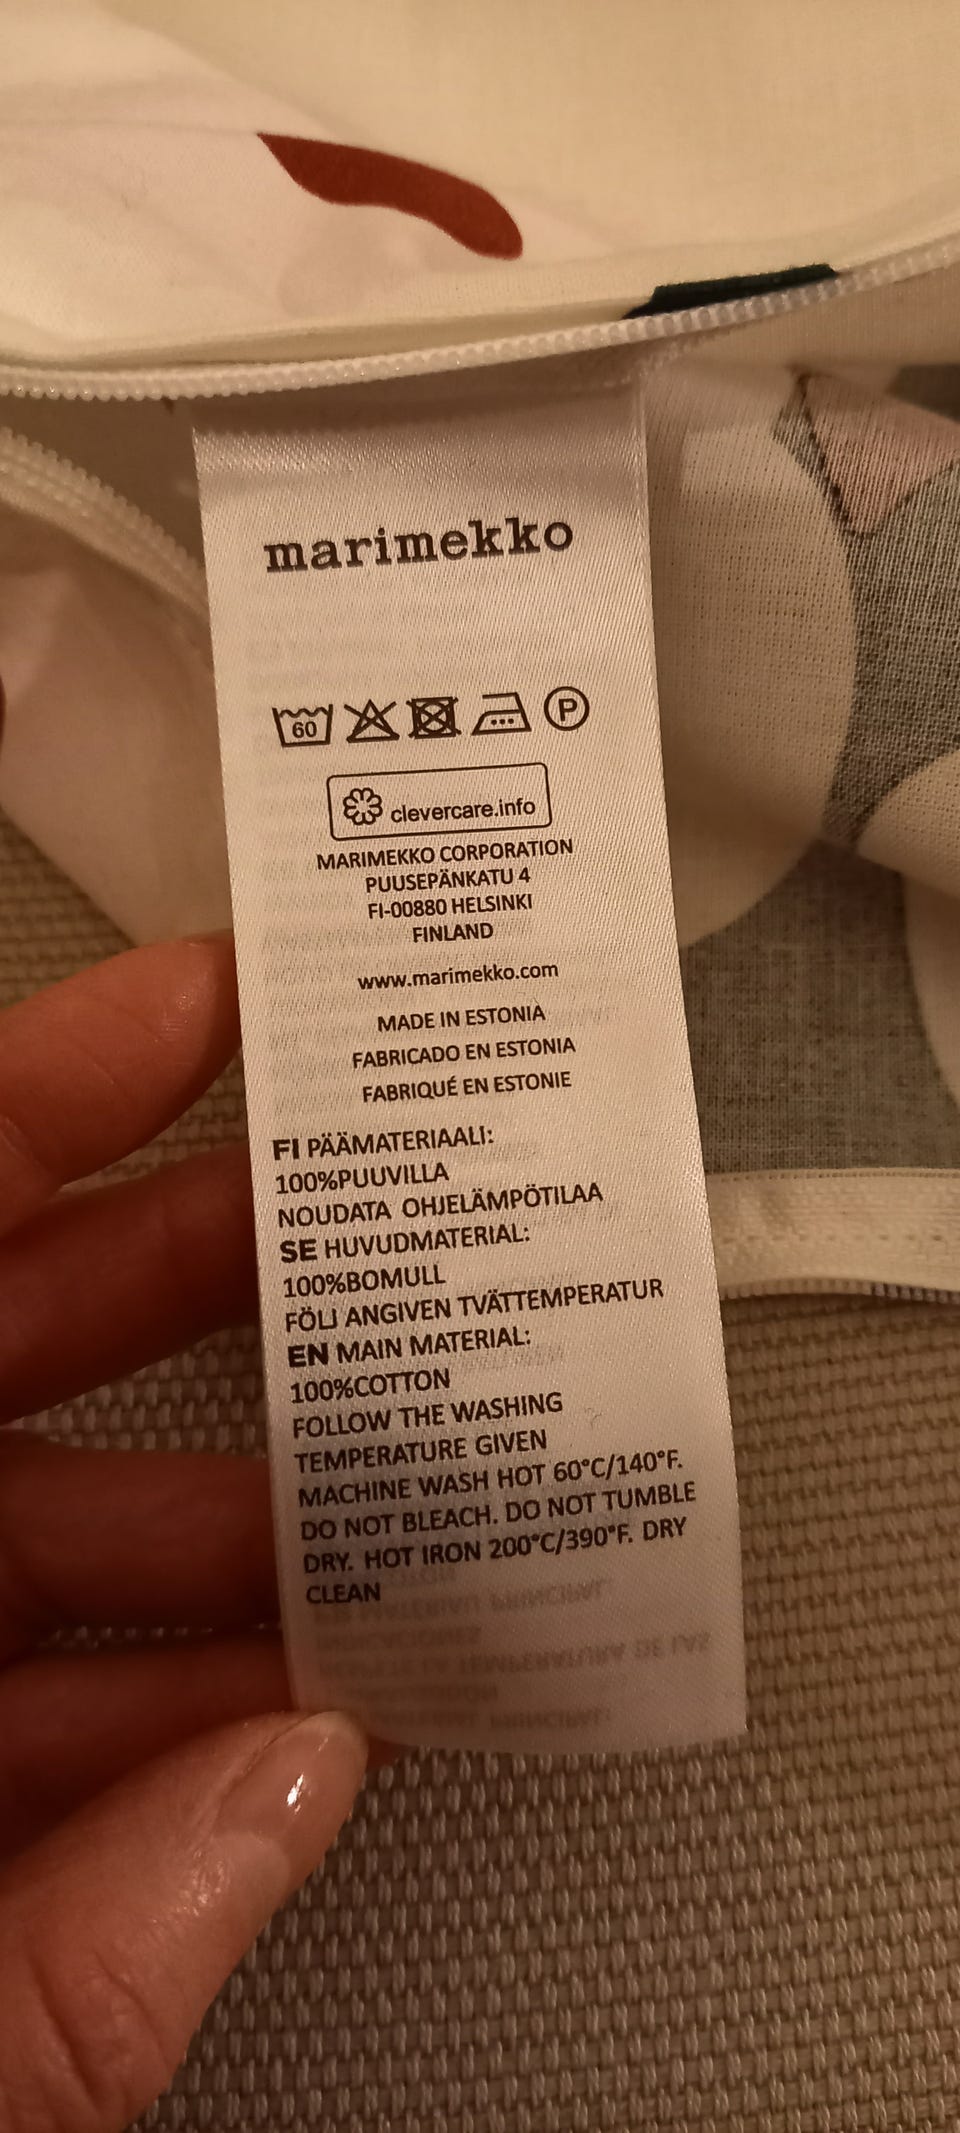 marimekko
60 P
clevercare.info
MARIMEKKO CORPORATION
PUUSEPÄNKATU 4
FI-00880 HELSINKI
FINLAND
www.marimekko.com
MADE IN ESTONIA
FABRICADO EN ESTONIA
FABRIQUÉ EN ESTONIE
FI PÄÄMATERIAALI:
100%PUUVILLA
NOUDATA OHJELÄMPÖTILAA
SE HUVUDMATERIAL:
100%BOMULL
FÖLJ ANGIVEN TVÄTTEMPERATUR
EN MAIN MATERIAL:
100%COTTON
FOLLOW THE WASHING
TEMPERATURE GIVEN
MACHINE WASH HOT 60°C/140°F.
DO NOT BLEACH. DO NOT TUMBLE
DRY. HOT IRON 200°C/390°F. DRY
CLEAN